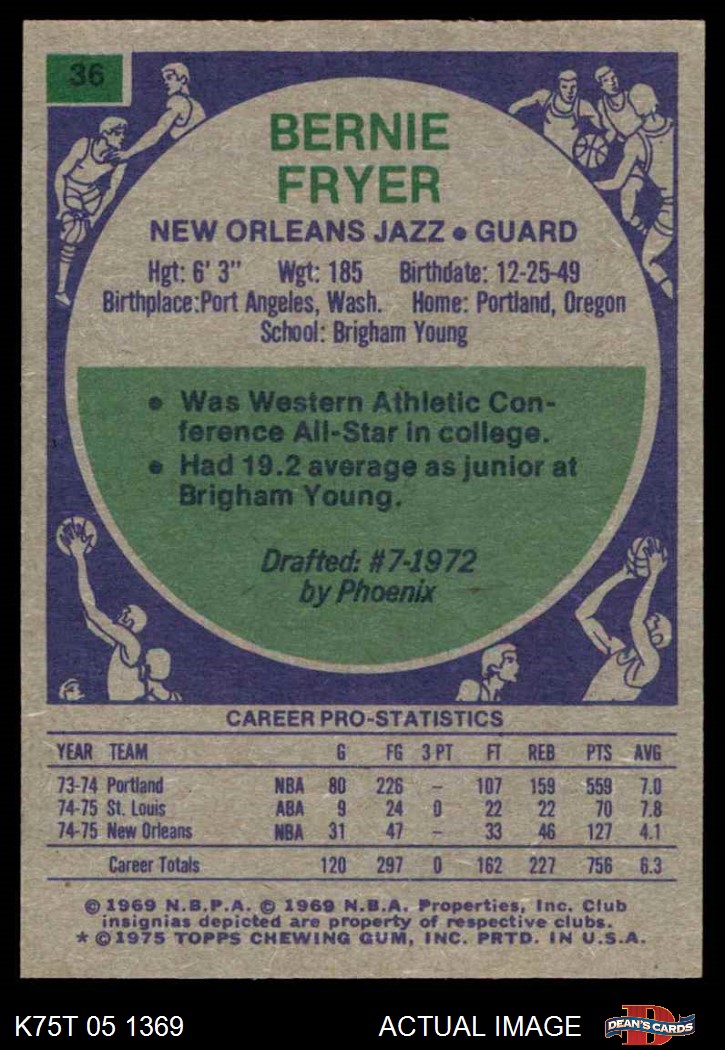 36
BERNIE
FRYER
NEW ORLEANS JAZZ • GUARD
Hgt: 6' 3" Wgt: 185 Birthdate: 12-25-49
Birthplace:Port Angeles, Wash. Home: Portland, Oregon
School: Brigham Young
• Was Western Athletic Con-
ference All-Star in college.
• Had 19.2 average as junior at
Brigham Young.
Drafted: #7-1972
by Phoenix
CAREER PRO-STATISTICS
YEAR TEAM G FG 3 PT FT REB PTS AVG
73-74 Portland NBA 80 226 – 107 159 559 7.0
74-75 St. Louis ABA 9 24 0 22 22 70 7.8
74-75 New Orleans NBA 31 47 – 33 46 127 4.1
Career Totals 120 297 0 162 227 756 6.3
© 1969 N.B.P.A. © 1969 N.B.A. Properties, Inc. Club
insignias depicted are property of respective clubs.
* © 1975 TOPPS CHEWING GUM, INC. PRTD. IN U.S.A.
K75T 05 1369 ACTUAL IMAGE D DEAN'S CARDS